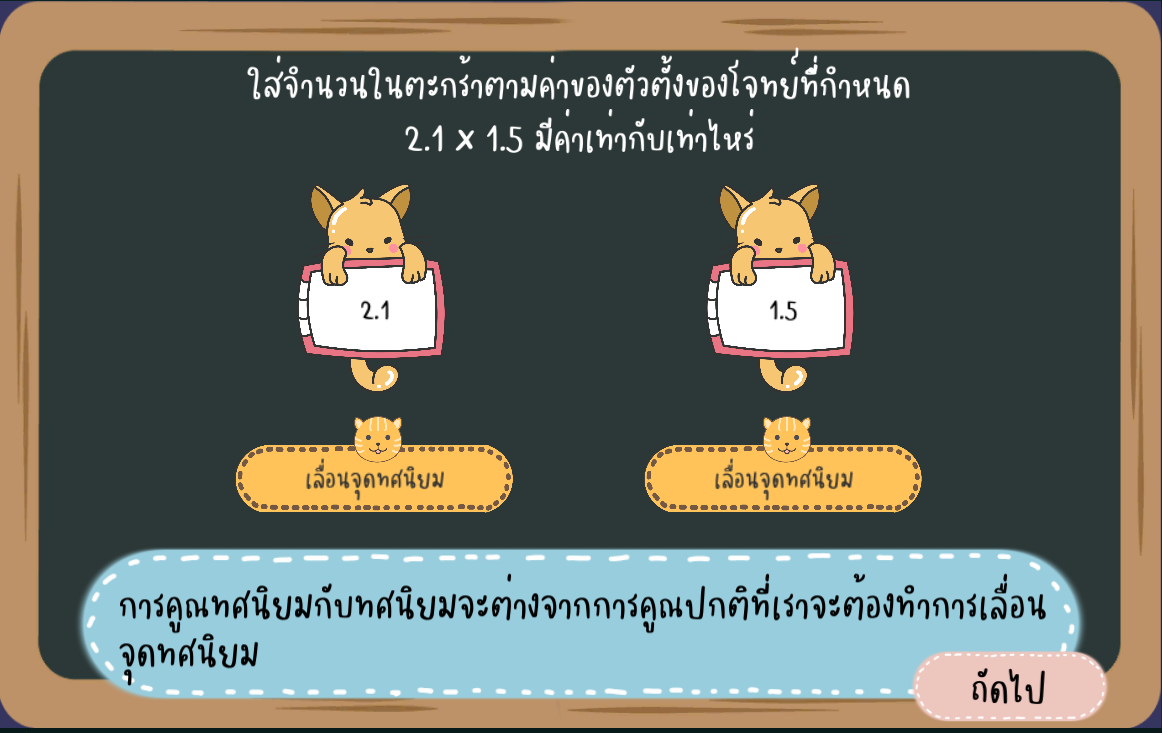 ใส่จำนวนในตะกร้าตามค่าของตัวตั้งของโจทย์ที่กำหนด
2.1 x 1.5 มีค่าเท่ากับเท่าไหร่
2.1
1.5
เลื่อนจุดทศนิยม
เลื่อนจุดทศนิยม
การคูณทศนิยมกับทศนิยมจะต่างจากการคูณปกติที่เราจะต้องทำการเลื่อน
จุดทศนิยม
ถัดไป